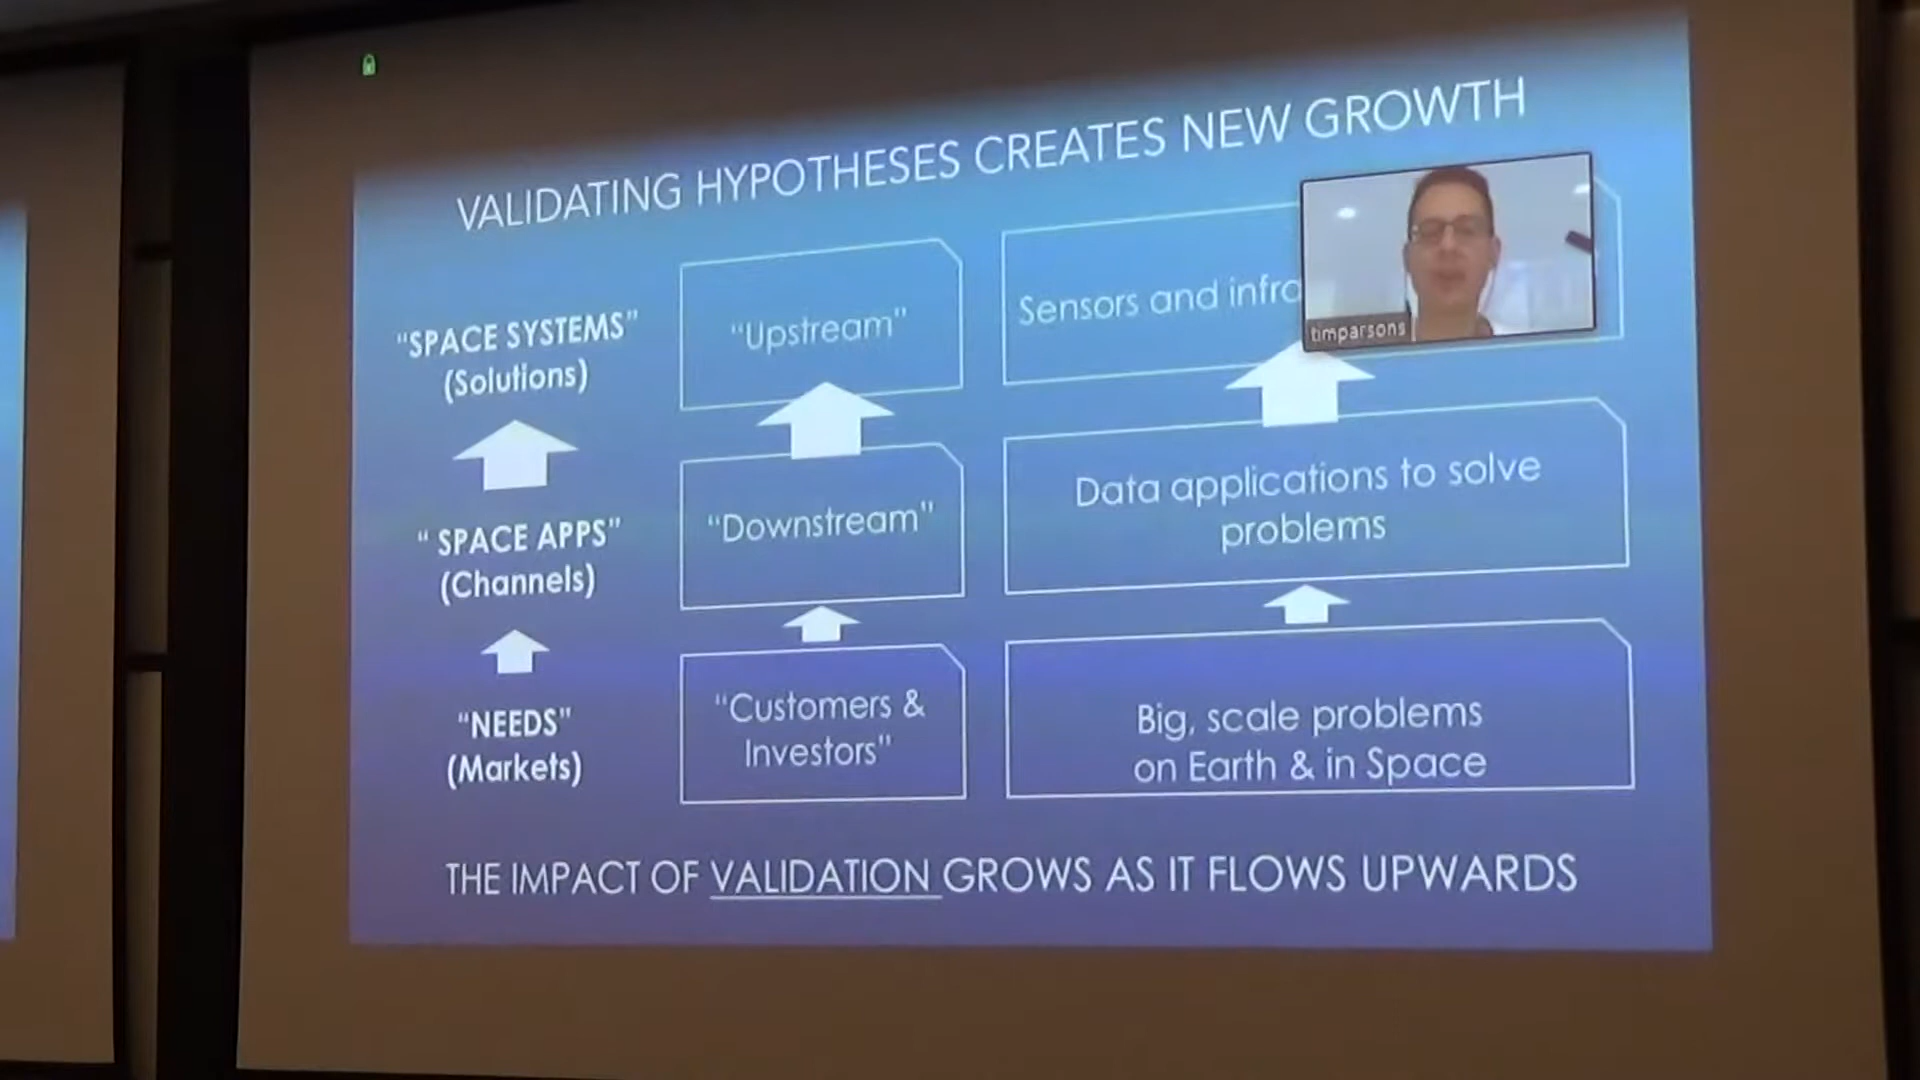 VALIDATING HYPOTHESES CREATES NEW GROWTH
"SPACE SYSTEMS"
(Solutions)
"Upstream"
Sensors and
timparsons
" SPACE APPS"
(Channels)
"Downstream"
Data applications to solve
problems
"NEEDS"
(Markets)
"Customers &
Investors"
Big, scale problems
on Earth & in Space
THE IMPACT OF VALIDATION GROWS AS IT FLOWS UPWARDS